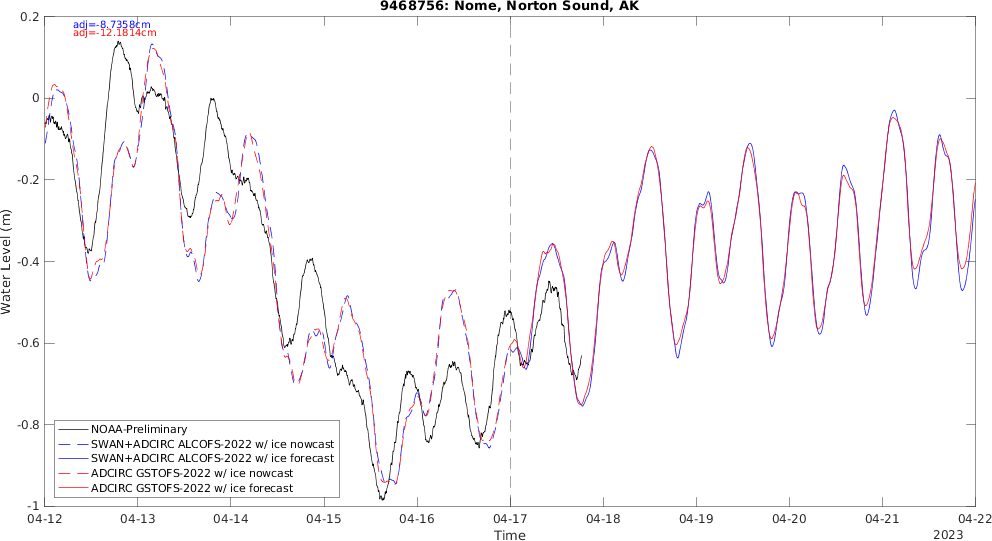 9468756: Nome, Norton Sound, AK
adj=-8.7358cm
adj=-12.1814cm
0.2
0
-0.2
-0.4
-0.6
-0.8
-1
Water Level (m)
NOAA-Preliminary
SWAN+ADCIRC ALCOFS-2022 w/ ice nowcast
SWAN+ADCIRC ALCOFS-2022 w/ ice forecast
ADCIRC GSTOFS-2022 w/ ice nowcast
ADCIRC GSTOFS-2022 w/ ice forecast
04-12 04-13 04-14 04-15 04-16 04-17 04-18 04-19 04-20 04-21 04-22
Time
2023